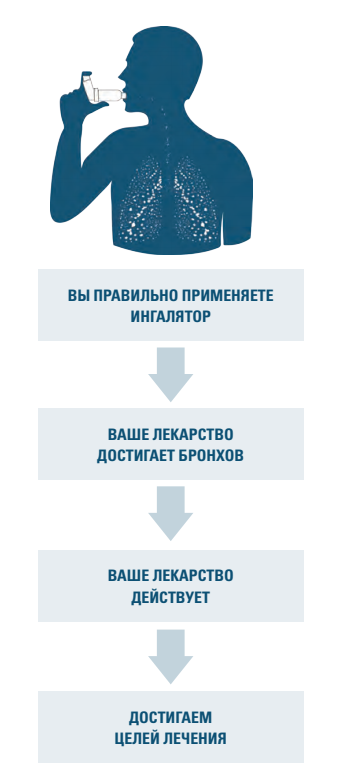 ВЫ ПРАВИЛЬНО ПРИМЕНЯЕТЕ
ИНГАЛЯТОР
ВАШЕ ЛЕКАРСТВО
ДОСТИГАЕТ БРОНХОВ
ВАШЕ ЛЕКАРСТВО
ДЕЙСТВУЕТ
ДОСТИГАЕМ
ЦЕЛЕЙ ЛЕЧЕНИЯ